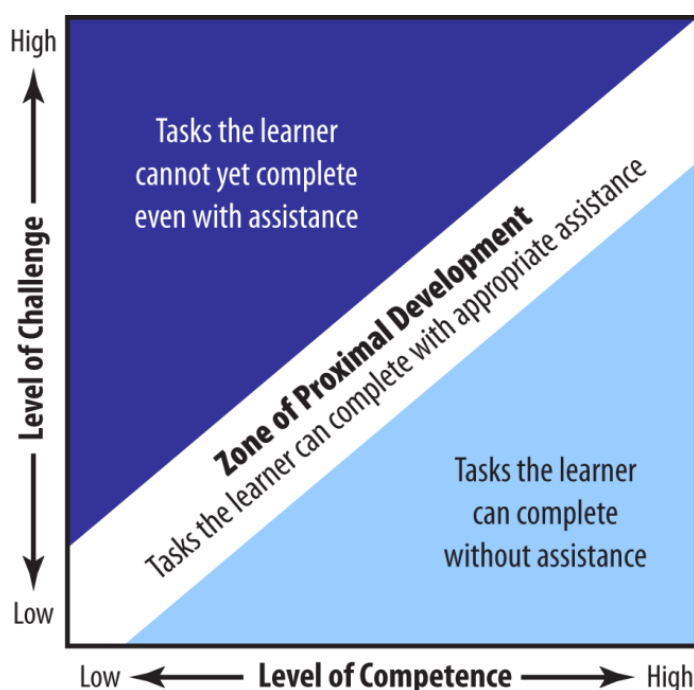 High
Level of Challenge
Low
Tasks the learner
cannot yet complete
even with assistance
Zone of Proximal Development
Tasks the learner can complete with appropriate assistance
Tasks the learner
can complete
without assistance
Low
Level of Competence
High